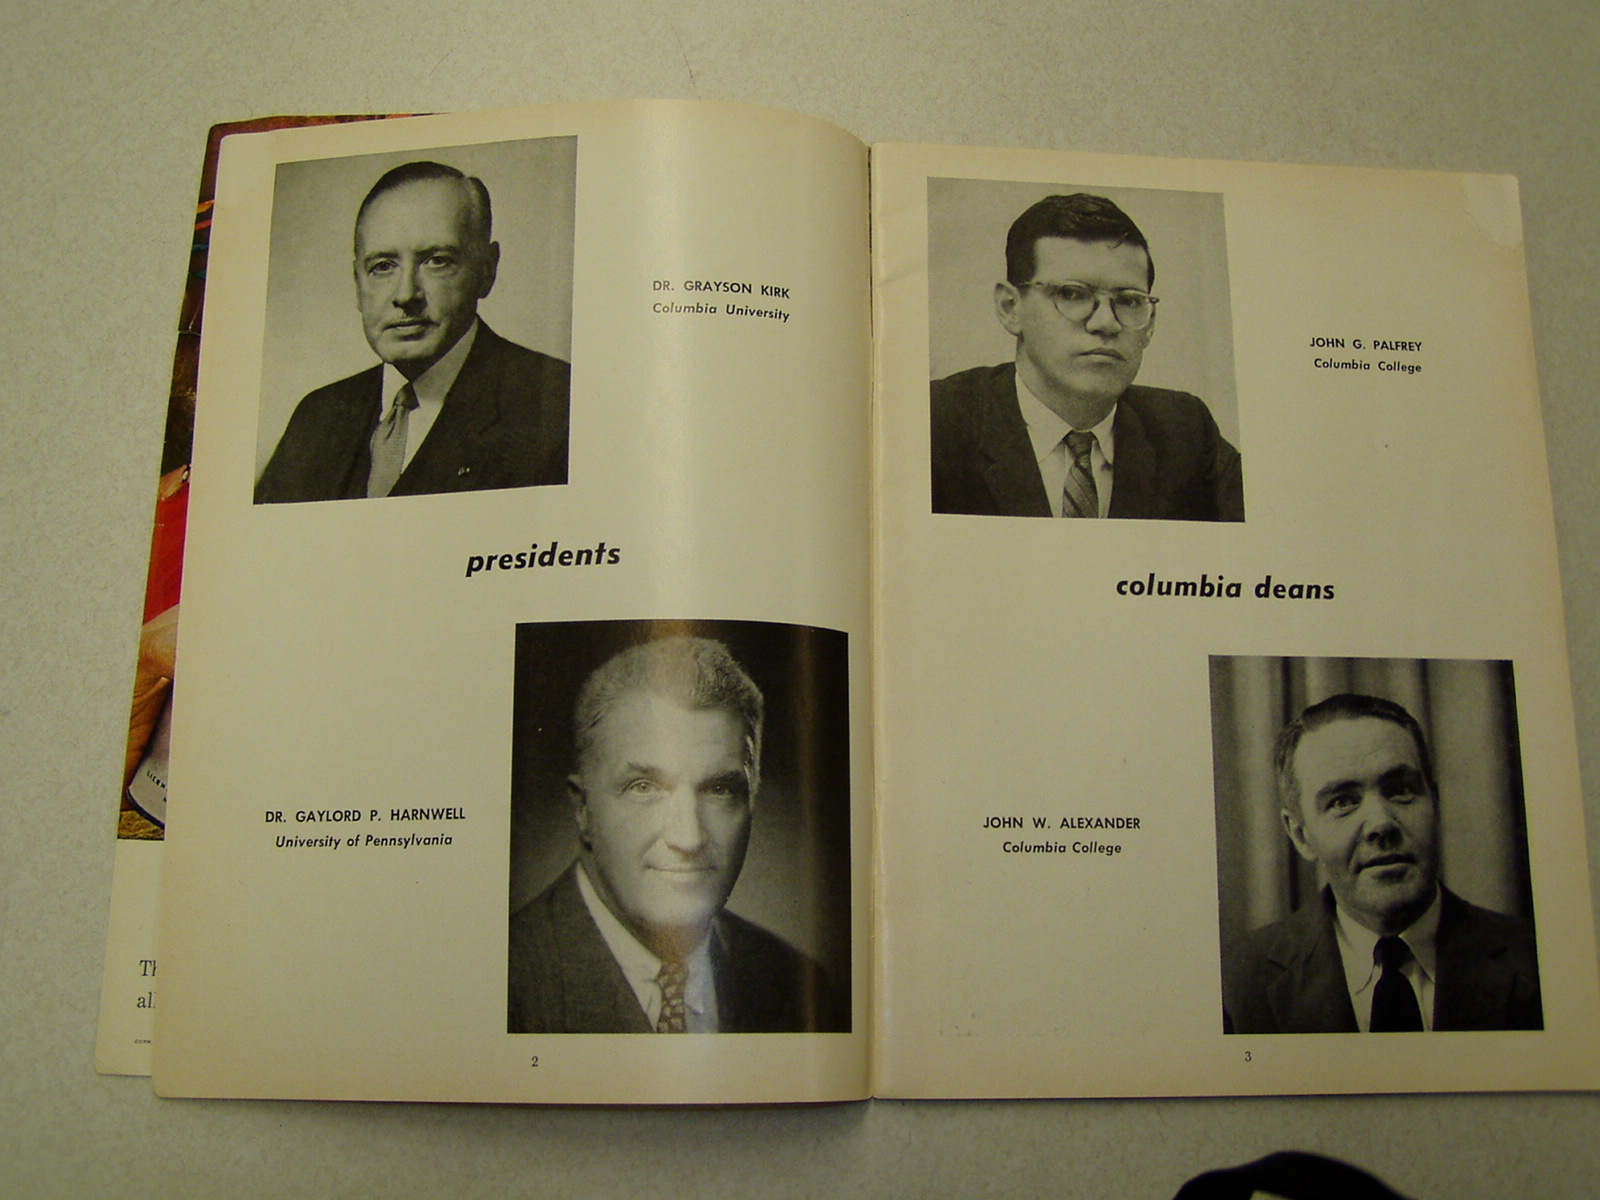 DR. GRAYSON KIRK
Columbia University
presidents
DR. GAYLORD P. HARNWELL
University of Pennsylvania
2
JOHN G. PALFREY
Columbia College
columbia deans
JOHN W. ALEXANDER
Columbia College
3